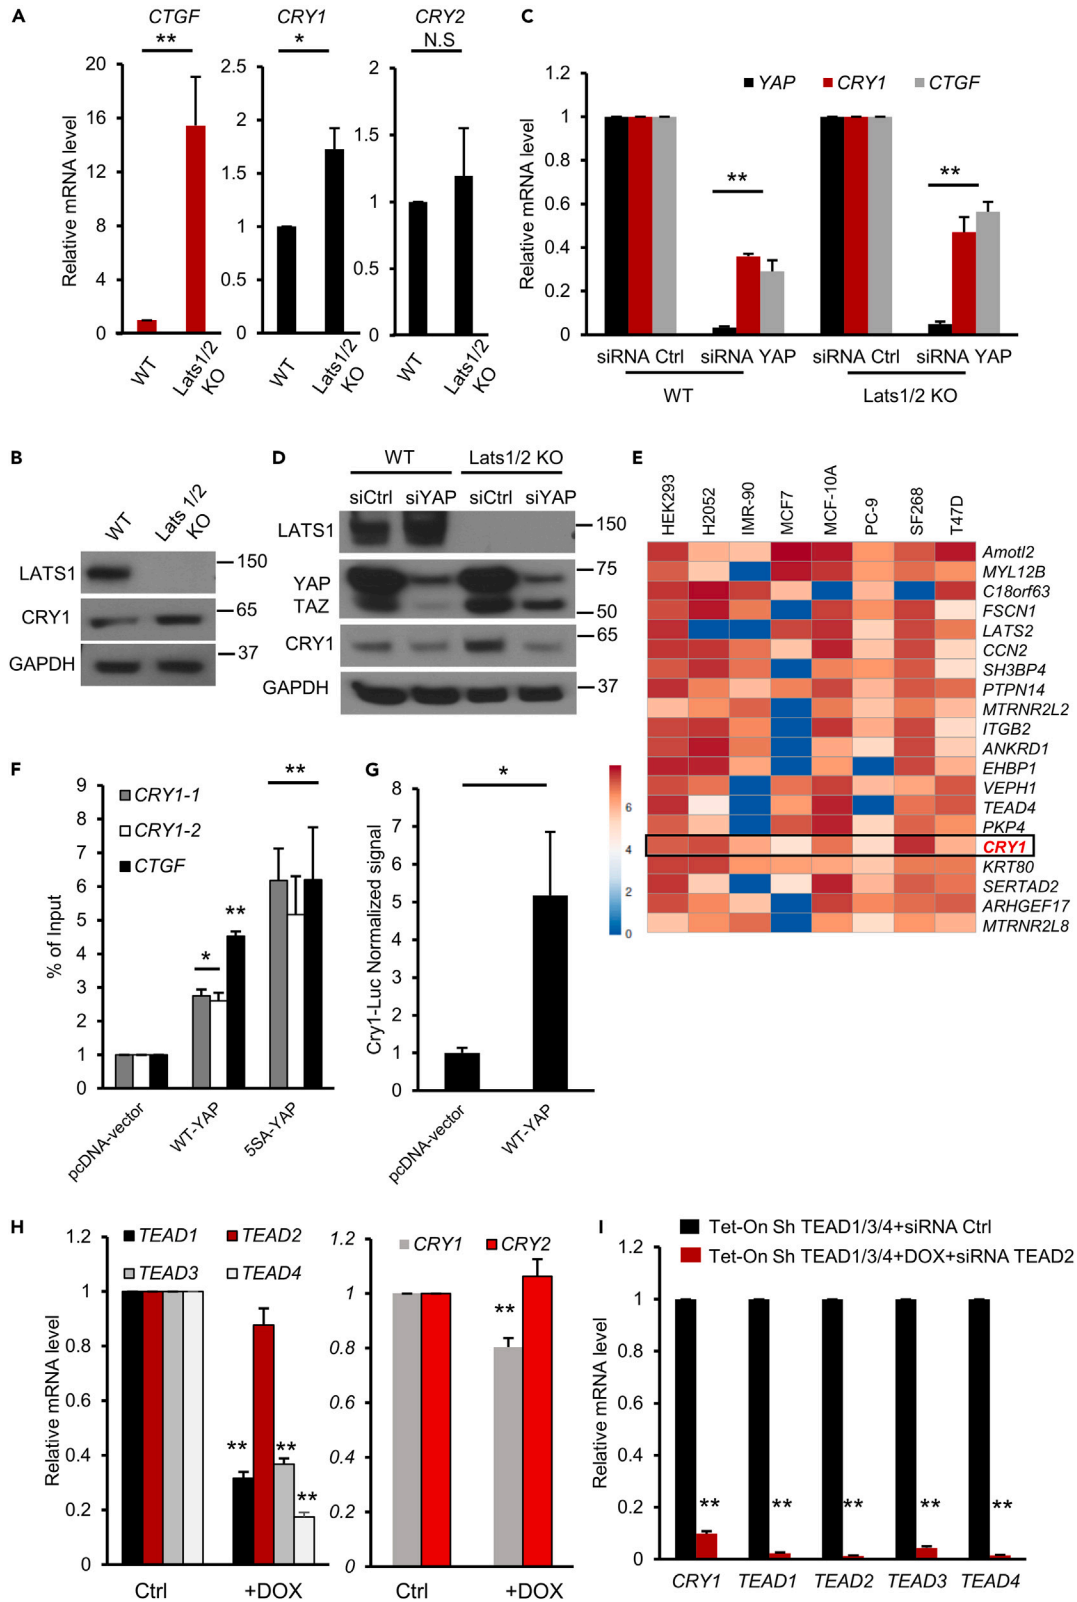 A
CTGF
**
CRY1
*
CRY2
N.S
Relative mRNA level
20
16
12
8
4
0
WT
Lats1/2 KO
2.5
2
1.5
1
0.5
0
WT
Lats1/2 KO
2
1.5
1
0.5
0
WT
Lats1/2 KO
C
YAP CRY1 CTGF
Relative mRNA level
1.2
1
0.8
0.6
0.4
0.2
0
**
**
siRNA Ctrl siRNA YAP siRNA Ctrl siRNA YAP
WT Lats1/2 KO
B
WT
Lats 1/2 KO
LATS1 150
CRY1 65
GAPDH 37
D
WT Lats1/2 KO
siCtrl siYAP siCtrl siYAP
LATS1 150
YAP 75
TAZ 50
CRY1 65
GAPDH 37
E
HEK293
H2052
IMR-90
MCF7
MCF-10A
PC-9
SF268
T47D
Amotl2
MYL12B
C18orf63
FSCN1
LATS2
CCN2
SH3BP4
PTPN14
MTRNR2L2
ITGB2
ANKRD1
EHBP1
VEPH1
TEAD4
PKP4
CRY1
KRT80
SERTAD2
ARHGEF17
MTRNR2L8
6
4
2
0
F
CRY1-1
CRY1-2
CTGF
% of Input
9
8
7
6
5
4
3
2
1
0
*
**
**
pcDNA-vector
WT-YAP
5SA-YAP
G
Cry1-Luc Normalized signal
8
7
6
5
4
3
2
1
0
*
pcDNA-vector
WT-YAP
H
TEAD1 TEAD2
TEAD3 TEAD4
Relative mRNA level
1.2
1
0.8
0.6
0.4
0.2
0
**
**
**
Ctrl +DOX
CRY1 CRY2
1.2
1
0.8
0.6
0.4
0.2
0
**
Ctrl +DOX
I
Tet-On Sh TEAD1/3/4+siRNA Ctrl
Tet-On Sh TEAD1/3/4+DOX+siRNA TEAD2
Relative mRNA level
1.2
1
0.8
0.6
0.4
0.2
0
** ** ** ** **
CRY1 TEAD1 TEAD2 TEAD3 TEAD4